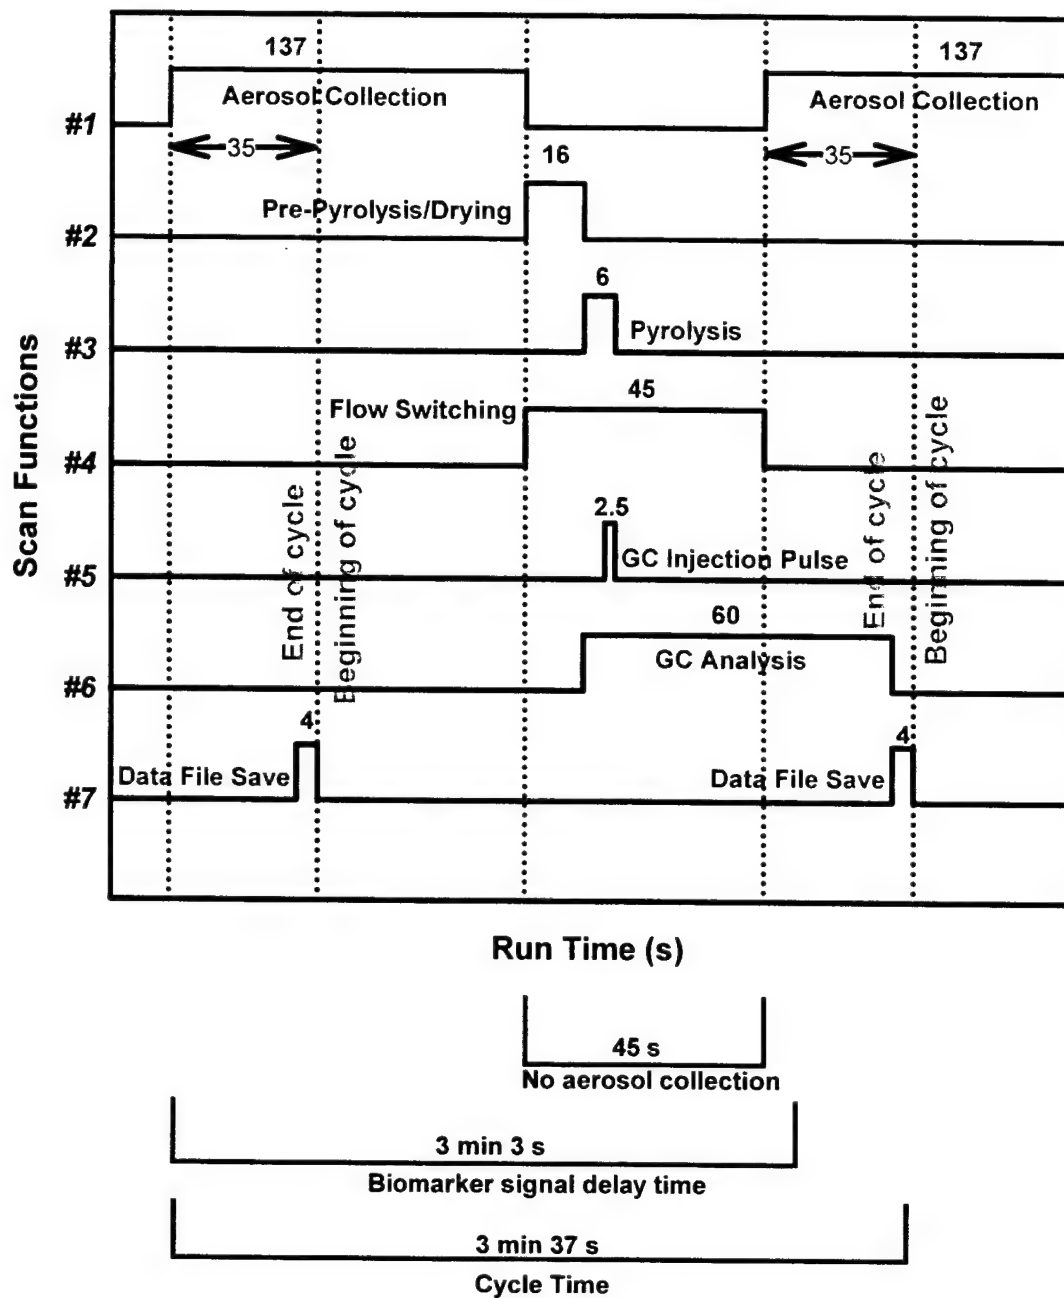 137
137
Aerosol Collection
Aerosol Collection
#1
35
35
16
Pre-Pyrolysis/Drying
#2
6
Pyrolysis
#3
Flow Switching
45
#4
2.5
GC Injection Pulse
#5
60
GC Analysis
#6
4
4
Data File Save
Data File Save
#7
End of cycle
Beginning of cycle
End of cycle
Beginning of cycle
Scan Functions
Run Time (s)
45 s
No aerosol collection
3 min 3 s
Biomarker signal delay time
3 min 37 s
Cycle Time